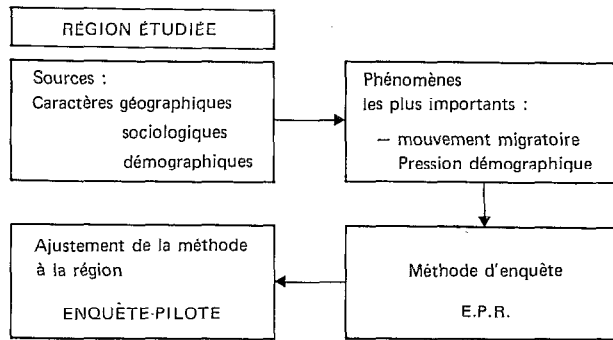 RÉGION ÉTUDIÉE
Sources :
Caractères géographiques
sociologiques
démographiques
Phénomènes
les plus importants :
— mouvement migratoire
Pression démographique
Ajustement de la méthode
à la région
ENQUÊTE-PILOTE
Méthode d'enquête
E.P.R.